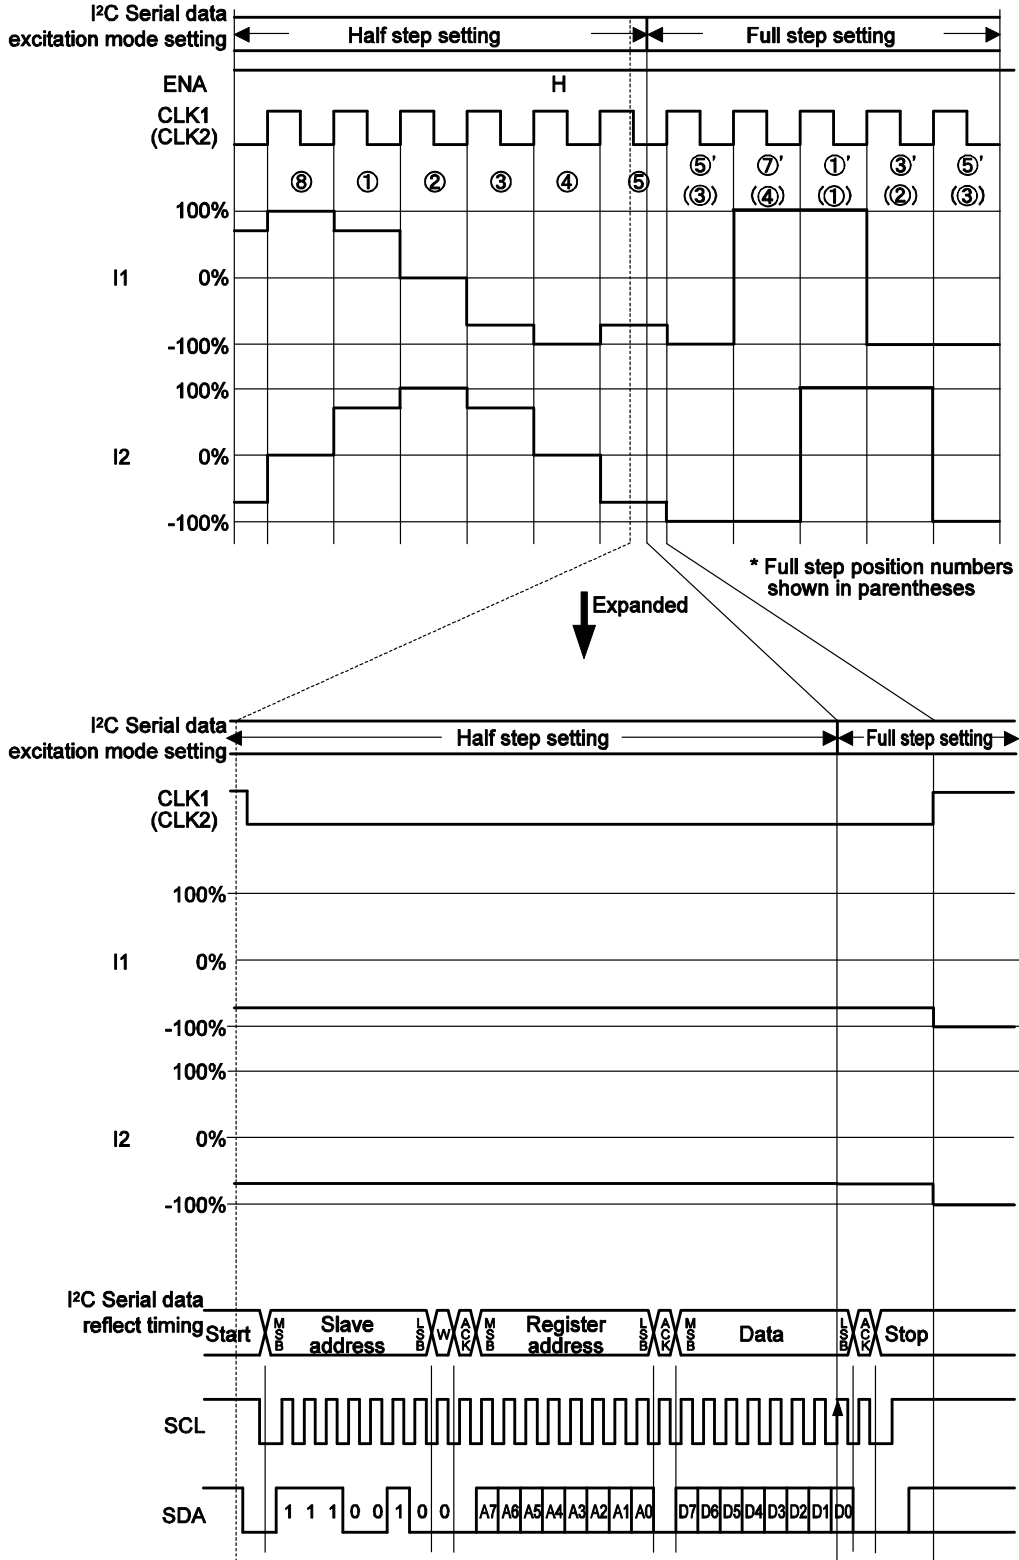 I²C Serial data
excitation mode setting
Half step setting
Full step setting
ENA
H
CLK1
(CLK2)
⑧ ① ② ③ ④ ⑤ ⑤' ⑦' ①' ③' ⑤'
(③) (④) (①) (②) (③)
100%
I1 0%
-100%
100%
I2 0%
-100%
* Full step position numbers
shown in parentheses
Expanded
I²C Serial data
excitation mode setting
Half step setting
Full step setting
CLK1
(CLK2)
100%
I1 0%
-100%
100%
I2 0%
-100%
I²C Serial data
reflect timing
Start MSB Slave address LSB W ACK MSB Register address LSB ACK MSB Data LSB ACK Stop
SCL
SDA 1 1 1 0 0 1 0 0 A7 A6 A5 A4 A3 A2 A1 A0 D7 D6 D5 D4 D3 D2 D1 D0